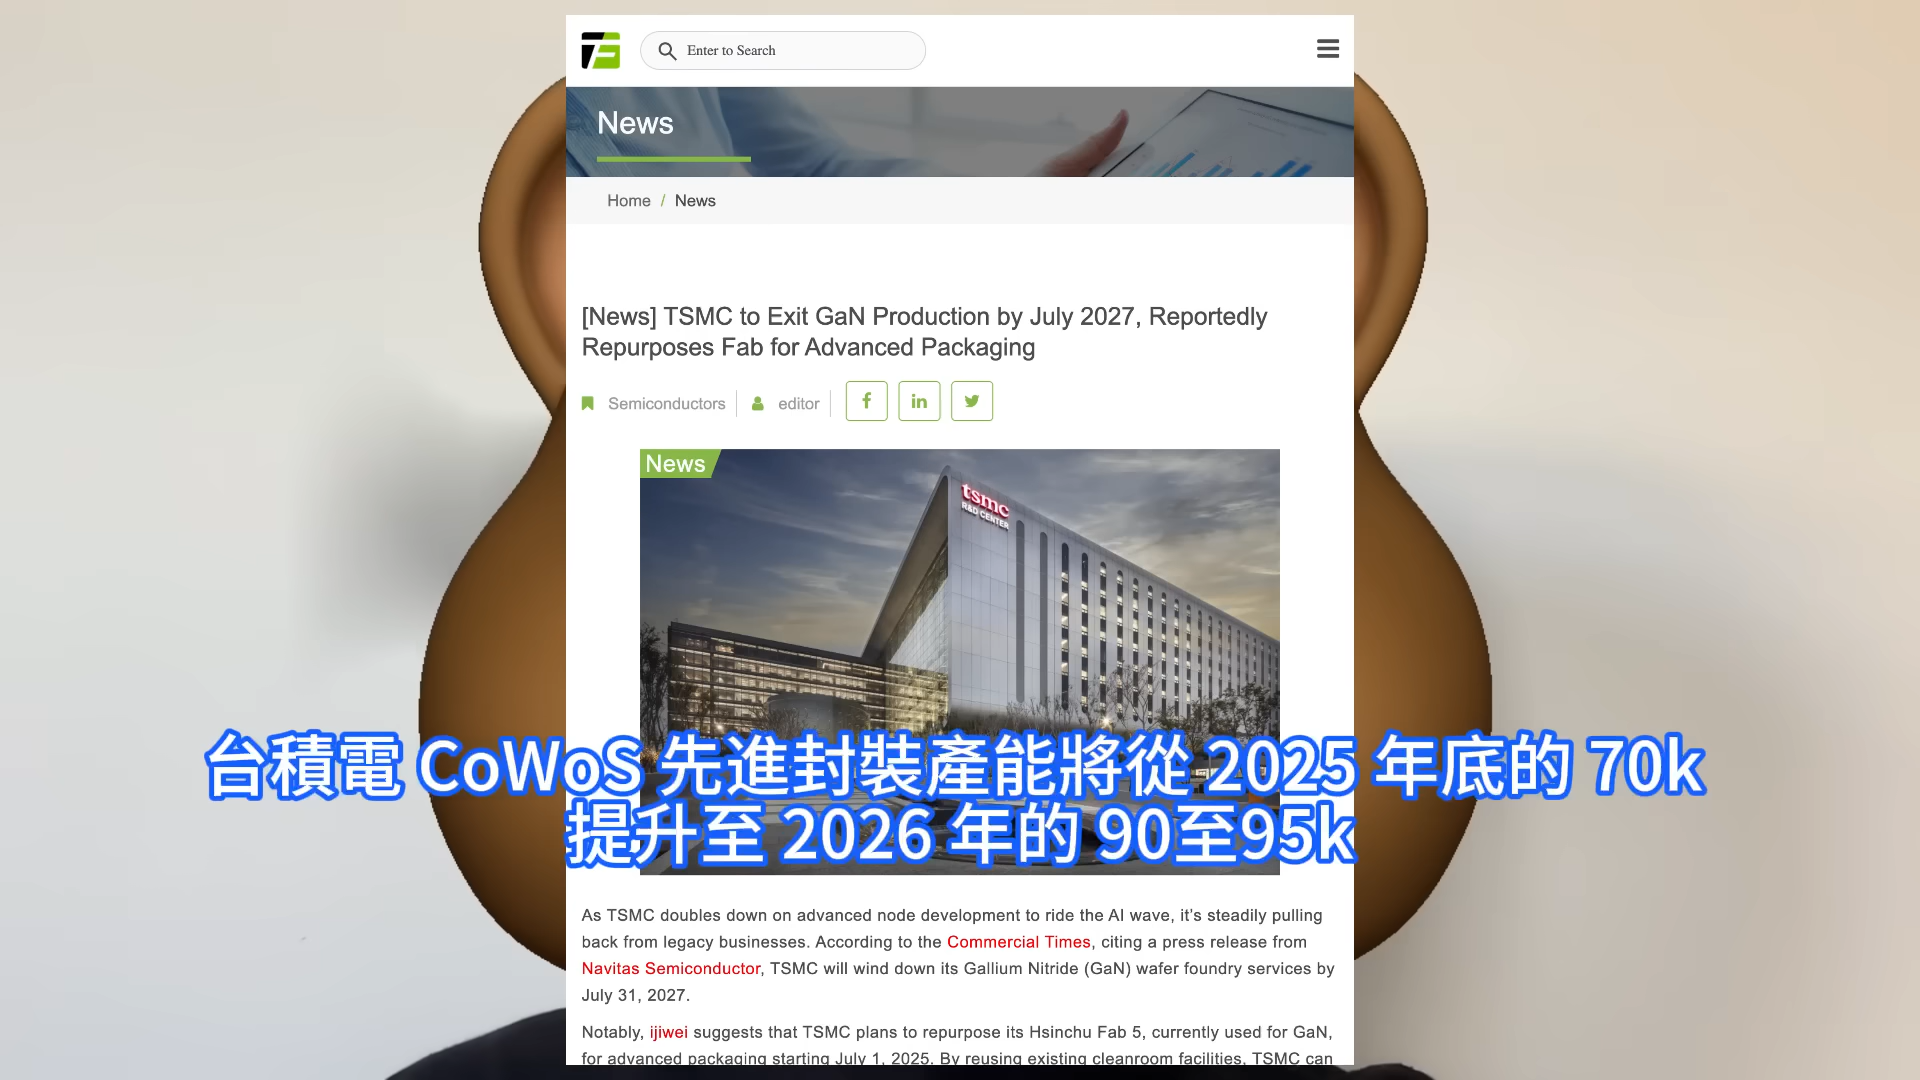 Enter to Search
News
Home / News
[News] TSMC to Exit GaN Production by July 2027, Reportedly
Repurposes Fab for Advanced Packaging
Semiconductors
editor
News
tsmc
R&D CENTER
台積電 CoWoS 先進封裝產能將從 2025 年底的 70k
提升至 2026 年的 90至95k
As TSMC doubles down on advanced node development to ride the AI wave, it's steadily pulling
back from legacy businesses. According to the Commercial Times, citing a press release from
Navitas Semiconductor, TSMC will wind down its Gallium Nitride (GaN) wafer foundry services by
July 31, 2027.
Notably, ijiwei suggests that TSMC plans to repurpose its Hsinchu Fab 5, currently used for GaN,
for advanced packaging starting July 1, 2025. By reusing existing cleanroom facilities, TSMC can